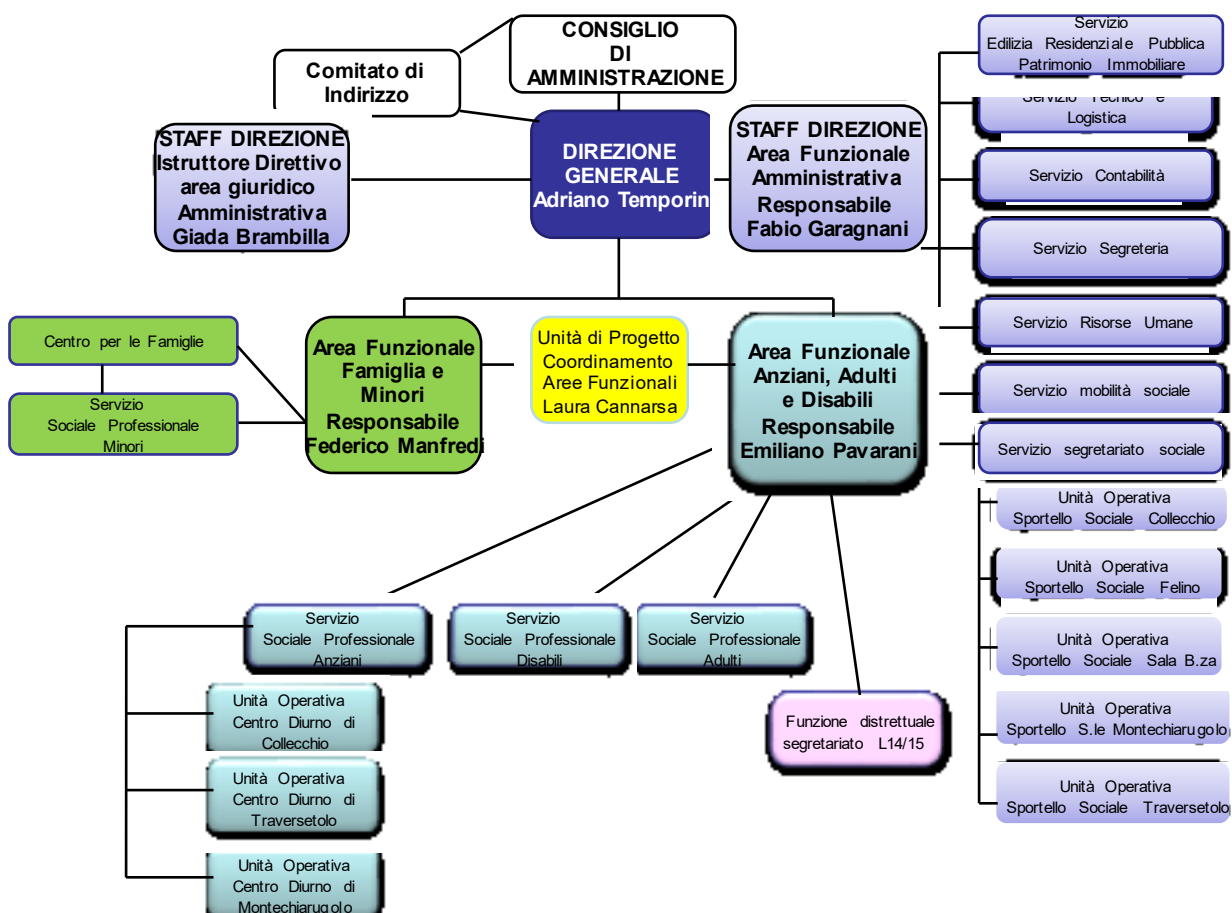 CONSIGLIO
DI
AMMINISTRAZIONE
Comitato di
Indirizzo
STAFF DIREZIONE
Istruttore Direttivo
area giuridico
Amministrativa
Giada Brambilla
DIREZIONE
GENERALE
Adriano Temporin
STAFF DIREZIONE
Area Funzionale
Amministrativa
Responsabile
Fabio Garagnani
Servizio
Edilizia Residenziale Pubblica
Patrimonio Immobiliare
Servizio Tecnico e
Logistica
Servizio Contabilità
Servizio Segreteria
Servizio Risorse Umane
Servizio mobilità sociale
Servizio segretariato sociale
Unità Operativa
Sportello Sociale Collecchio
Unità Operativa
Sportello Sociale Felino
Unità Operativa
Sportello Sociale Sala B.za
Unità Operativa
Sportello S.le Montechiarugolo
Unità Operativa
Sportello Sociale Traversetolo
Centro per le Famiglie
Servizio
Sociale Professionale
Minori
Area Funzionale
Famiglia e
Minori
Responsabile
Federico Manfredi
Unità di Progetto
Coordinamento
Aree Funzionali
Laura Cannarsa
Area Funzionale
Anziani, Adulti
e Disabili
Responsabile
Emiliano Pavarani
Servizio
Sociale Professionale
Anziani
Servizio
Sociale Professionale
Disabili
Servizio
Sociale Professionale
Adulti
Funzione distrettuale
segretariato L14/15
Unità Operativa
Centro Diurno di
Collecchio
Unità Operativa
Centro Diurno di
Traversetolo
Unità Operativa
Centro Diurno di
Montechiarugolo